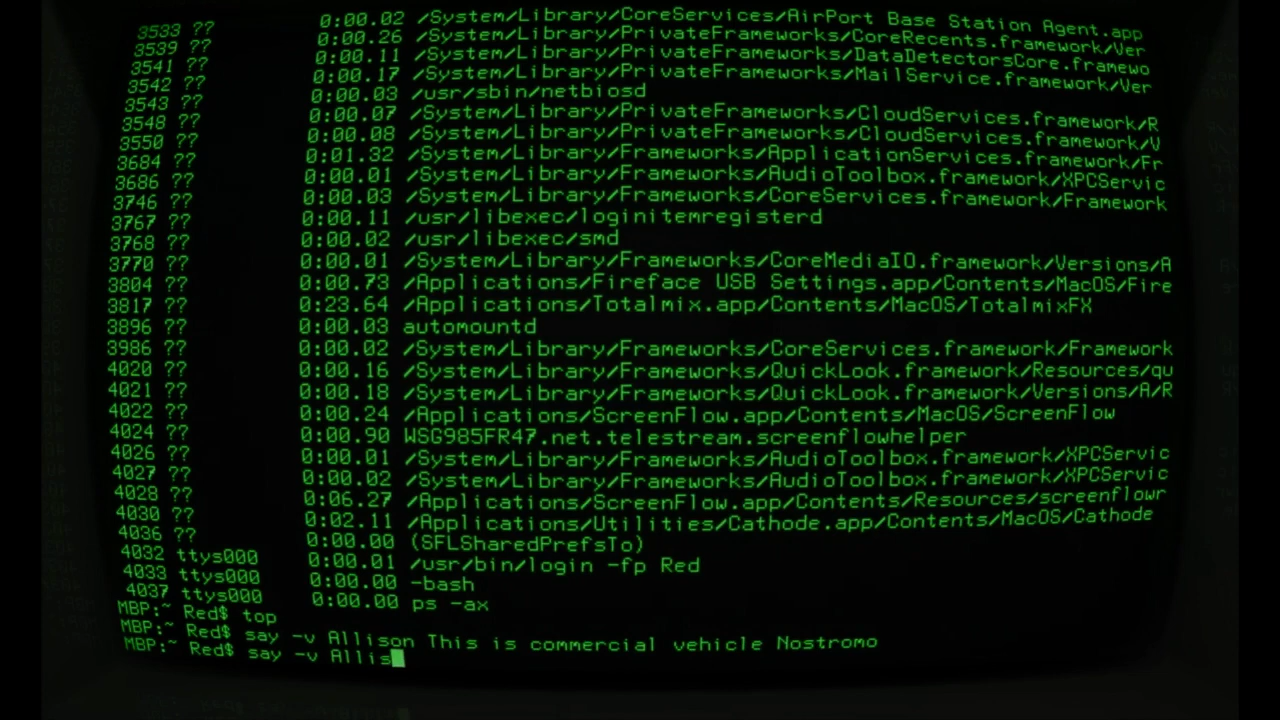 3533 ?? 0:00.02 /System/Library/CoreServices/AirPort Base Station Agent.app
3539 ?? 0:00.26 /System/Library/PrivateFrameworks/CoreRecents.framework/Ver
3541 ?? 0:00.11 /System/Library/PrivateFrameworks/DataDetectorsCore.framewo
3542 ?? 0:00.17 /System/Library/PrivateFrameworks/MailService.framework/Ver
3543 ?? 0:00.03 /usr/sbin/netbiosd
3548 ?? 0:00.07 /System/Library/PrivateFrameworks/CloudServices.framework/R
3550 ?? 0:00.08 /System/Library/PrivateFrameworks/CloudServices.framework/V
3684 ?? 0:01.32 /System/Library/Frameworks/ApplicationServices.framework/Fr
3686 ?? 0:00.01 /System/Library/Frameworks/AudioToolbox.framework/XPCServic
3746 ?? 0:00.03 /System/Library/Frameworks/CoreServices.framework/Framework
3767 ?? 0:00.11 /usr/libexec/loginitemregisterd
3768 ?? 0:00.02 /usr/libexec/smd
3770 ?? 0:00.01 /System/Library/Frameworks/CoreMediaIO.framework/Versions/A
3804 ?? 0:00.73 /Applications/Fireface USB Settings.app/Contents/MacOS/Fire
3817 ?? 0:23.64 /Applications/Totalmix.app/Contents/MacOS/TotalmixFX
3896 ?? 0:00.03 automountd
3986 ?? 0:00.02 /System/Library/Frameworks/CoreServices.framework/Framework
4020 ?? 0:00.16 /System/Library/Frameworks/QuickLook.framework/Resources/qu
4021 ?? 0:00.18 /System/Library/Frameworks/QuickLook.framework/Versions/A/R
4022 ?? 0:00.24 /Applications/ScreenFlow.app/Contents/MacOS/ScreenFlow
4024 ?? 0:00.90 WSG985FR47.net.telestream.screenflowhelper
4026 ?? 0:00.01 /System/Library/Frameworks/AudioToolbox.framework/XPCServic
4027 ?? 0:00.02 /System/Library/Frameworks/AudioToolbox.framework/XPCServic
4028 ?? 0:06.27 /Applications/ScreenFlow.app/Contents/Resources/screenflowr
4030 ?? 0:02.11 /Applications/Utilities/Cathode.app/Contents/MacOS/Cathode
4036 ?? 0:00.00 (SFLSharedPrefsTo)
4032 ttys000 0:00.01 /usr/bin/login -fp Red
4033 ttys000 0:00.00 -bash
4037 ttys000 0:00.00 ps -ax
MBP:~ Red$ top
MBP:~ Red$ say -v Allison This is commercial vehicle Nostromo
MBP:~ Red$ say -v Allis